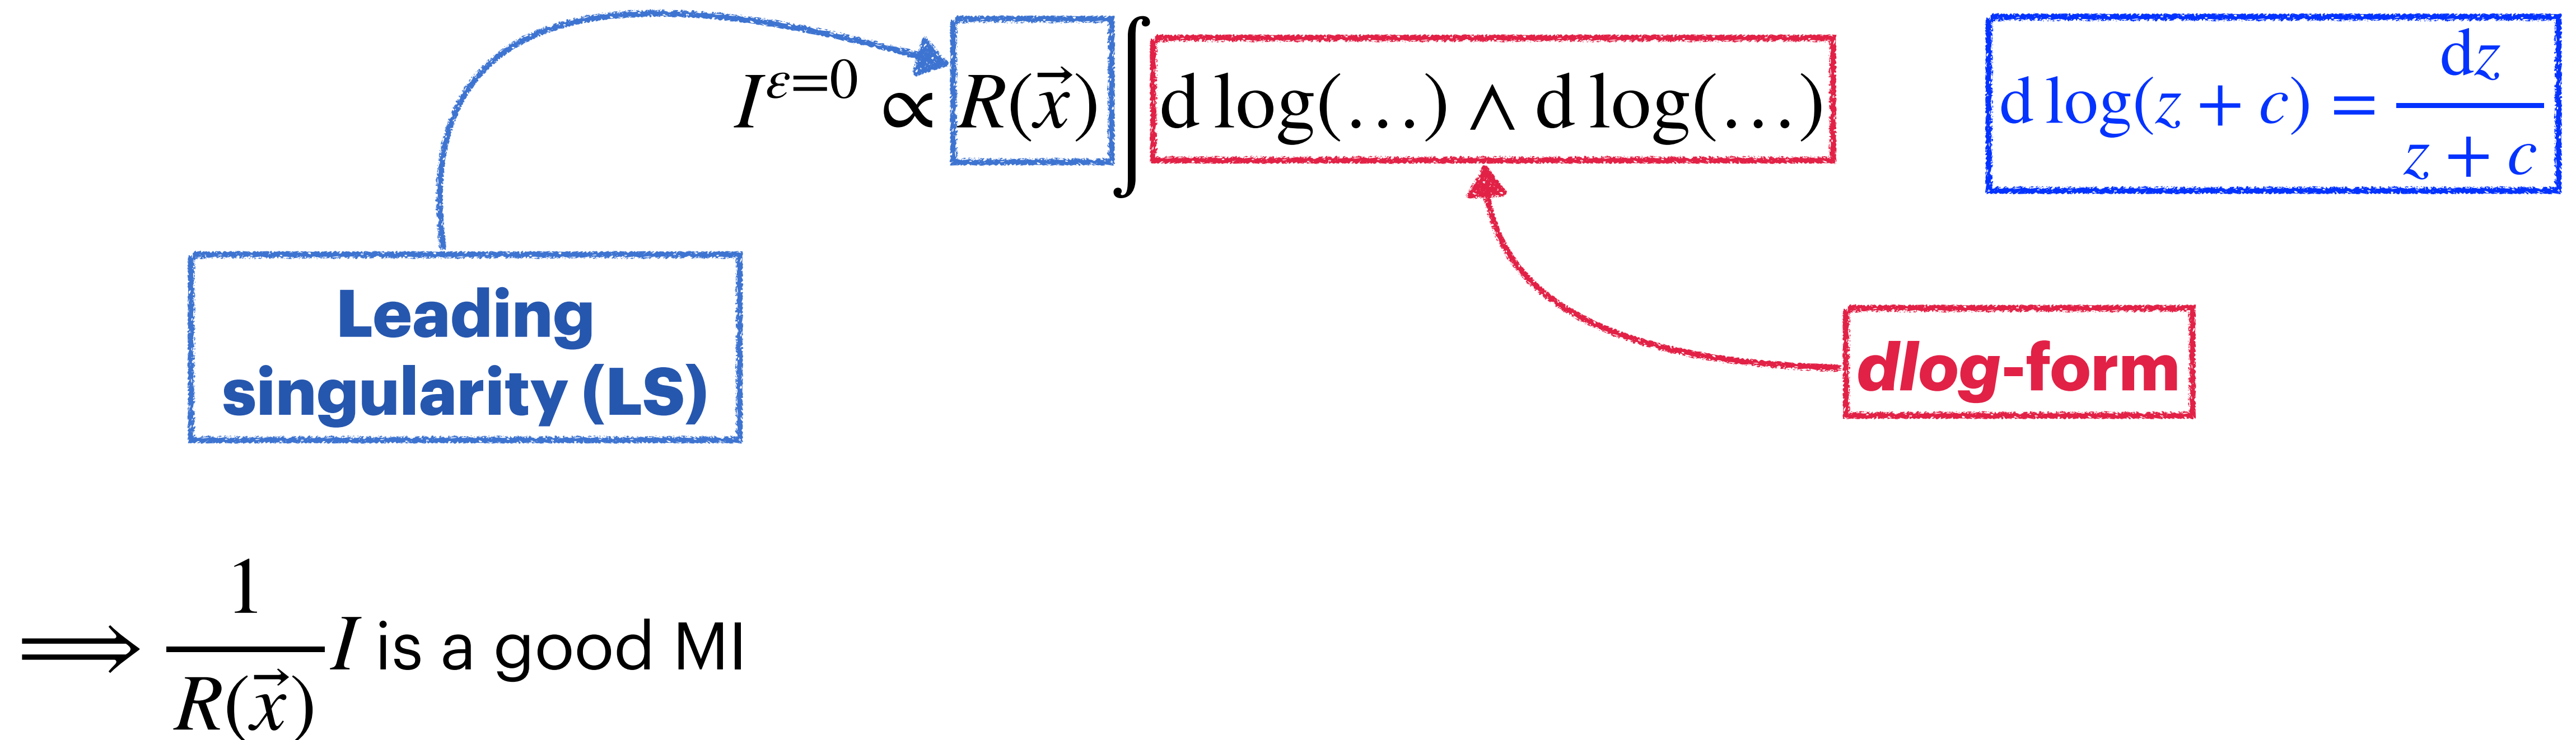 I^{ε=0} ∝ R(x⃗) ∫ d log(…) ∧ d log(…)
d log(z + c) = dz / (z + c)
Leading
singularity (LS)
dlog-form
⟹ 1 / R(x⃗) I is a good MI